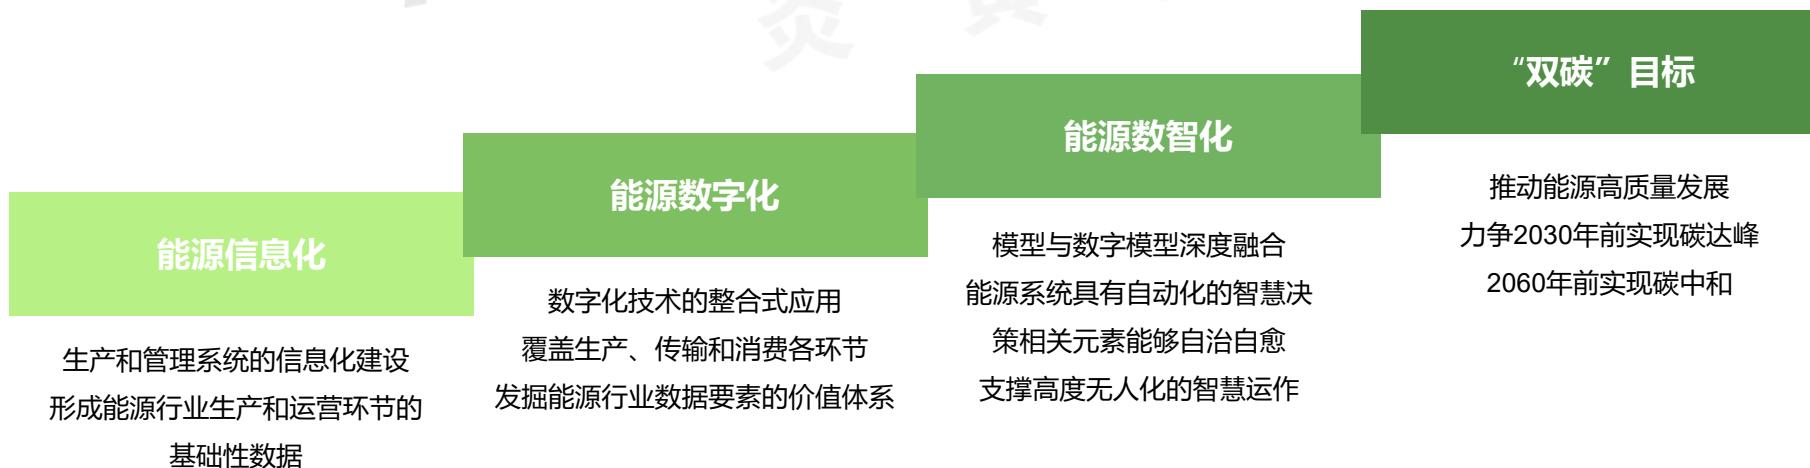 能源信息化
生产和管理系统的信息化建设
形成能源行业生产和运营环节的
基础性数据
能源数字化
数字化技术的整合式应用
覆盖生产、传输和消费各环节
发掘能源行业数据要素的价值体系
能源数智化
模型与数字模型深度融合
能源系统具有自动化的智慧决
策相关元素能够自治自愈
支撑高度无人化的智慧运作
“双碳”目标
推动能源高质量发展
力争2030年前实现碳达峰
2060年前实现碳中和